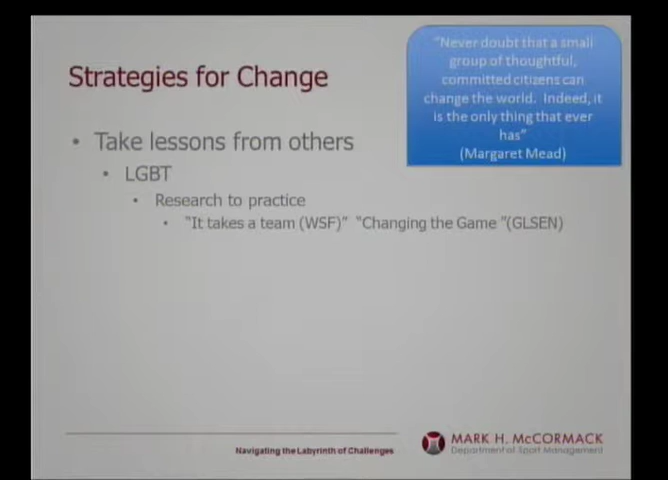 Strategies for Change
"Never doubt that a small
group of thoughtful,
committed citizens can
change the world. Indeed, it
is the only thing that ever
has"
(Margaret Mead)
• Take lessons from others
• LGBT
• Research to practice
• "It takes a team (WSF)" "Changing the Game "(GLSEN)
Navigating the Labyrinth of Challenges
MARK H. McCORMACK
Department of Sport Management